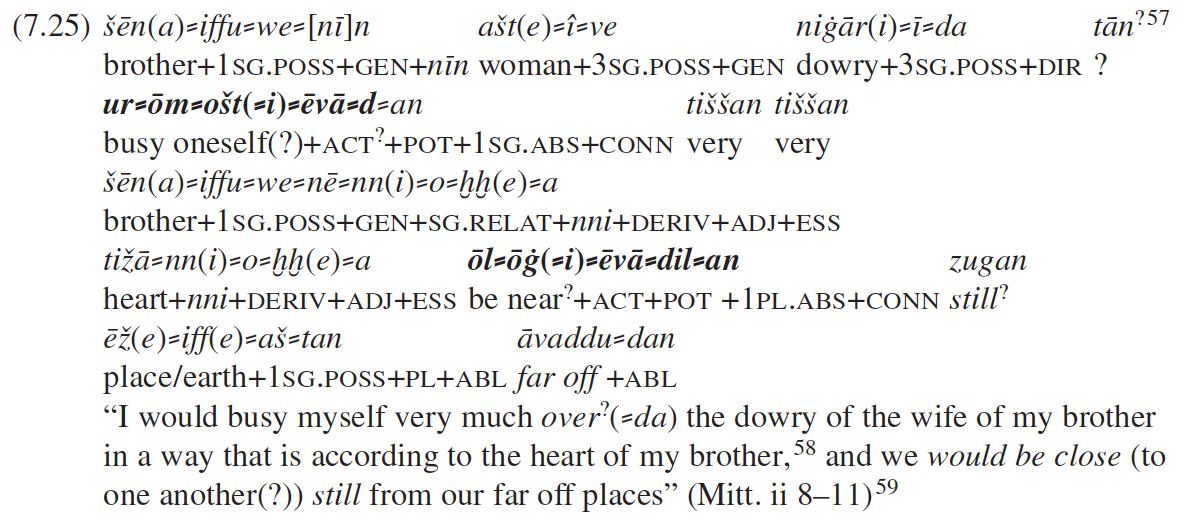 (7.25) šēn(a)⸗iffu⸗we⸗[nī]n ašt(e)⸗î⸗ve niġār(i)⸗ī⸗da tān?57
brother+1SG.POSS+GEN+nīn woman+3SG.POSS+GEN dowry+3SG.POSS+DIR ?
ur⸗ōm⸗ošt(⸗i)⸗ēvā⸗d⸗an tiššan tiššan
busy oneself(?)+ACT?+POT+1SG.ABS+CONN very very
šēn(a)⸗iffu⸗we⸗nē⸗nn(i)⸗o⸗ḫḫ(e)⸗a
brother+1SG.POSS+GEN+SG.RELAT+nni+DERIV+ADJ+ESS
tižā⸗nn(i)⸗o⸗ḫḫ(e)⸗a ōl⸗ōġ(⸗i)⸗ēvā⸗dil⸗an zugan
heart+nni+DERIV+ADJ+ESS be near?+ACT+POT +1PL.ABS+CONN still?
ēž(e)⸗iff(e)⸗aš⸗tan āvaddu⸗dan
place/earth+1SG.POSS+PL+ABL far off +ABL
“I would busy myself very much over?(⸗da) the dowry of the wife of my brother
in a way that is according to the heart of my brother,58 and we would be close (to
one another(?)) still from our far off places” (Mitt. ii 8–11)59